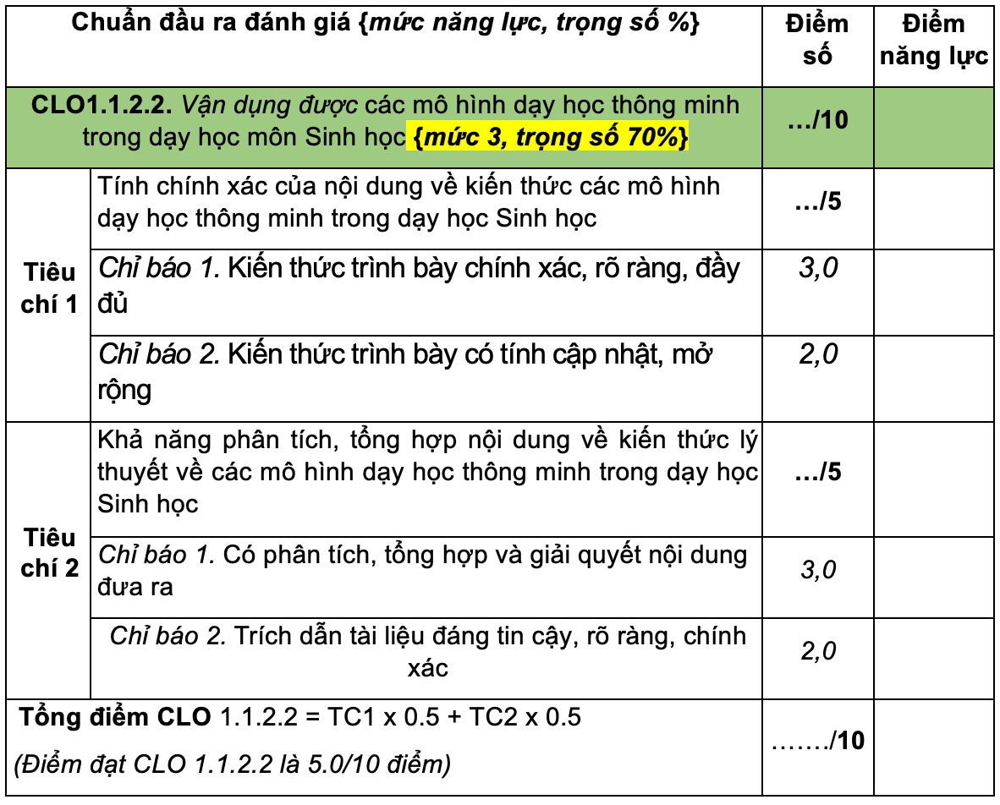 Chuẩn đầu ra đánh giá {mức năng lực, trọng số %}
Điểm số
Điểm năng lực
CLO1.1.2.2. Vận dụng được các mô hình dạy học thông minh
trong dạy học môn Sinh học {mức 3, trọng số 70%}
…/10
Tiêu chí 1
Tính chính xác của nội dung về kiến thức các mô hình
dạy học thông minh trong dạy học Sinh học
…/5
Chỉ báo 1. Kiến thức trình bày chính xác, rõ ràng, đầy
đủ
3,0
Chỉ báo 2. Kiến thức trình bày có tính cập nhật, mở
rộng
2,0
Tiêu chí 2
Khả năng phân tích, tổng hợp nội dung về kiến thức lý
thuyết về các mô hình dạy học thông minh trong dạy học
Sinh học
…/5
Chỉ báo 1. Có phân tích, tổng hợp và giải quyết nội dung
đưa ra
3,0
Chỉ báo 2. Trích dẫn tài liệu đáng tin cậy, rõ ràng, chính
xác
2,0
Tổng điểm CLO 1.1.2.2 = TC1 x 0.5 + TC2 x 0.5
(Điểm đạt CLO 1.1.2.2 là 5.0/10 điểm)
……./10